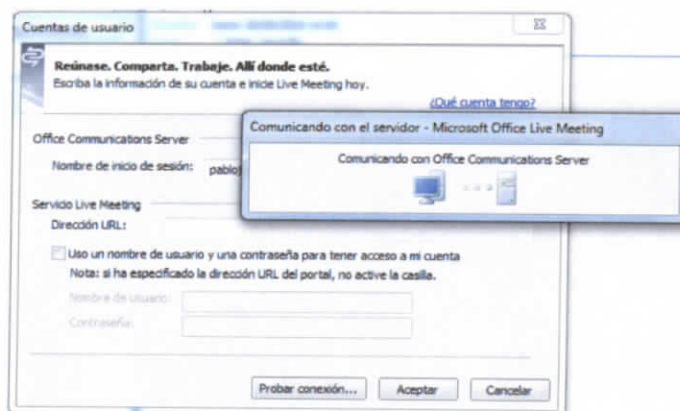 Cuentas de usuario
Reúnase. Comparta. Trabaje. Allí donde esté.
Escriba la información de su cuenta e inicie Live Meeting hoy.
¿Qué cuenta tengo?
Comunicando con el servidor - Microsoft Office Live Meeting
Comunicando con Office Communications Server
Office Communications Server
Nombre de inicio de sesión: pabloj
Servicio Live Meeting
Dirección URL:
Uso un nombre de usuario y una contraseña para tener acceso a mi cuenta
Nota: si ha especificado la dirección URL del portal, no active la casilla.
Nombre de Usuario:
Contraseña:
Probar conexión... Aceptar Cancelar